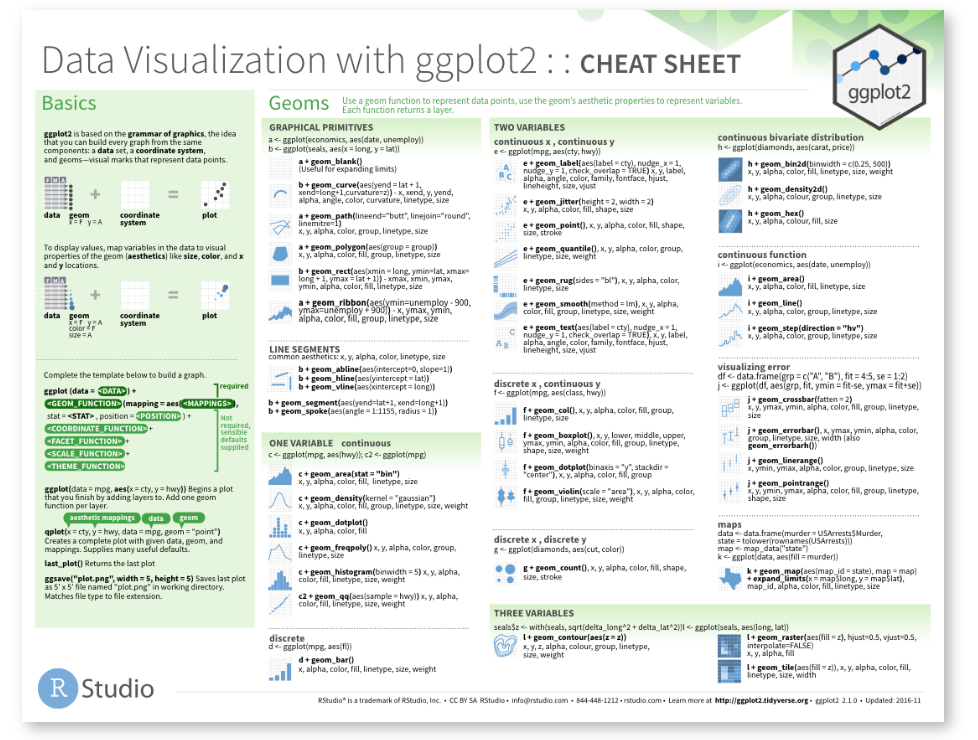 Data Visualization with ggplot2 : : CHEAT SHEET
ggplot2
Basics
ggplot2 is based on the grammar of graphics, the idea
that you can build every graph from the same
components: a data set, a coordinate system,
and geoms—visual marks that represent data points.
F M A
data geom coordinate plot
x = F y = A system
To display values, map variables in the data to visual
properties of the geom (aesthetics) like size, color, and x
and y locations.
F M A
data geom coordinate plot
x = F y = A system
color = F
size = A
Complete the template below to build a graph.
required
ggplot (data = <DATA>) +
<GEOM_FUNCTION>(mapping = aes(<MAPPINGS>),
stat = <STAT>, position = <POSITION>) +
<COORDINATE_FUNCTION> +
<FACET_FUNCTION> +
<SCALE_FUNCTION> +
<THEME_FUNCTION>
Not
required,
sensible
defaults
supplied
ggplot(data = mpg, aes(x = cty, y = hwy)) Begins a plot
that you finish by adding layers to. Add one geom
function per layer.
aesthetic mappings data geom
qplot(x = cty, y = hwy, data = mpg, geom = "point")
Creates a complete plot with given data, geom, and
mappings. Supplies many useful defaults.
last_plot() Returns the last plot
ggsave("plot.png", width = 5, height = 5) Saves last plot
as 5' x 5' file named "plot.png" in working directory.
Matches file type to file extension.
Geoms
Use a geom function to represent data points, use the geom's aesthetic properties to represent variables.
Each function returns a layer.
GRAPHICAL PRIMITIVES
a <- ggplot(economics, aes(date, unemploy))
b <- ggplot(seals, aes(x = long, y = lat))
a + geom_blank()
(Useful for expanding limits)
b + geom_curve(aes(yend = lat + 1,
xend=long+1,curvature=z)) - x, xend, y, yend,
alpha, angle, color, curvature, linetype, size
a + geom_path(lineend="butt", linejoin="round",
linemitre=1)
x, y, alpha, color, group, linetype, size
a + geom_polygon(aes(group = group))
x, y, alpha, color, fill, group, linetype, size
b + geom_rect(aes(xmin = long, ymin=lat, xmax=
long + 1, ymax = lat + 1)) - xmax, xmin, ymax,
ymin, alpha, color, fill, linetype, size
a + geom_ribbon(aes(ymin=unemploy - 900,
ymax=unemploy + 900)) - x, ymax, ymin,
alpha, color, fill, group, linetype, size
LINE SEGMENTS
common aesthetics: x, y, alpha, color, linetype, size
b + geom_abline(aes(intercept=0, slope=1))
b + geom_hline(aes(yintercept = lat))
b + geom_vline(aes(xintercept = long))
b + geom_segment(aes(yend=lat+1, xend=long+1))
b + geom_spoke(aes(angle = 1:1155, radius = 1))
ONE VARIABLE continuous
c <- ggplot(mpg, aes(hwy)); c2 <- ggplot(mpg)
c + geom_area(stat = "bin")
x, y, alpha, color, fill, linetype, size
c + geom_density(kernel = "gaussian")
x, y, alpha, color, fill, group, linetype, size, weight
c + geom_dotplot()
x, y, alpha, color, fill
c + geom_freqpoly() x, y, alpha, color, group,
linetype, size
c + geom_histogram(binwidth = 5) x, y, alpha,
color, fill, linetype, size, weight
c2 + geom_qq(aes(sample = hwy)) x, y, alpha,
color, fill, linetype, size, weight
discrete
d <- ggplot(mpg, aes(fl))
d + geom_bar()
x, alpha, color, fill, linetype, size, weight
TWO VARIABLES
continuous x , continuous y
e <- ggplot(mpg, aes(cty, hwy))
e + geom_label(aes(label = cty), nudge_x = 1,
nudge_y = 1, check_overlap = TRUE) x, y, label,
alpha, angle, color, family, fontface, hjust,
lineheight, size, vjust
e + geom_jitter(height = 2, width = 2)
x, y, alpha, color, fill, shape, size
e + geom_point(), x, y, alpha, color, fill, shape,
size, stroke
e + geom_quantile(), x, y, alpha, color, group,
linetype, size, weight
e + geom_rug(sides = "bl"), x, y, alpha, color,
linetype, size
e + geom_smooth(method = lm), x, y, alpha,
color, fill, group, linetype, size, weight
e + geom_text(aes(label = cty), nudge_x = 1,
nudge_y = 1, check_overlap = TRUE), x, y, label,
alpha, angle, color, family, fontface, hjust,
lineheight, size, vjust
discrete x , continuous y
f <- ggplot(mpg, aes(class, hwy))
f + geom_col(), x, y, alpha, color, fill, group,
linetype, size
f + geom_boxplot(), x, y, lower, middle, upper,
ymax, ymin, alpha, color, fill, group, linetype,
shape, size, weight
f + geom_dotplot(binaxis = "y", stackdir =
"center"), x, y, alpha, color, fill, group
f + geom_violin(scale = "area"), x, y, alpha, color,
fill, group, linetype, size, weight
discrete x , discrete y
g <- ggplot(diamonds, aes(cut, color))
g + geom_count(), x, y, alpha, color, fill, shape,
size, stroke
continuous bivariate distribution
h <- ggplot(diamonds, aes(carat, price))
h + geom_bin2d(binwidth = c(0.25, 500))
x, y, alpha, color, fill, linetype, size, weight
h + geom_density2d()
x, y, alpha, colour, group, linetype, size
h + geom_hex()
x, y, alpha, colour, fill, size
continuous function
i <- ggplot(economics, aes(date, unemploy))
i + geom_area()
x, y, alpha, color, fill, linetype, size
i + geom_line()
x, y, alpha, color, group, linetype, size
i + geom_step(direction = "hv")
x, y, alpha, color, group, linetype, size
visualizing error
df <- data.frame(grp = c("A", "B"), fit = 4:5, se = 1:2)
j <- ggplot(df, aes(grp, fit, ymin = fit-se, ymax = fit+se))
j + geom_crossbar(fatten = 2)
x, y, ymax, ymin, alpha, color, fill, group, linetype,
size
j + geom_errorbar(), x, ymax, ymin, alpha, color,
group, linetype, size, width (also
geom_errorbarh())
j + geom_linerange()
x, ymin, ymax, alpha, color, group, linetype, size
j + geom_pointrange()
x, y, ymin, ymax, alpha, color, fill, group, linetype,
shape, size
maps
data <- data.frame(murder = USArrests$Murder,
state = tolower(rownames(USArrests)))
map <- map_data("state")
k <- ggplot(data, aes(fill = murder))
k + geom_map(aes(map_id = state), map = map)
+ expand_limits(x = map$long, y = map$lat),
map_id, alpha, color, fill, linetype, size
THREE VARIABLES
seals$z <- with(seals, sqrt(delta_long^2 + delta_lat^2))l <- ggplot(seals, aes(long, lat))
l + geom_contour(aes(z = z))
x, y, z, alpha, colour, group, linetype,
size, weight
l + geom_raster(aes(fill = z), hjust=0.5, vjust=0.5,
interpolate=FALSE)
x, y, alpha, fill
l + geom_tile(aes(fill = z)), x, y, alpha, color, fill,
linetype, size, width
R Studio
RStudio® is a trademark of RStudio, Inc. • CC BY SA RStudio • info@rstudio.com • 844-448-1212 • rstudio.com • Learn more at http://ggplot2.tidyverse.org • ggplot2 2.1.0 • Updated: 2016-11